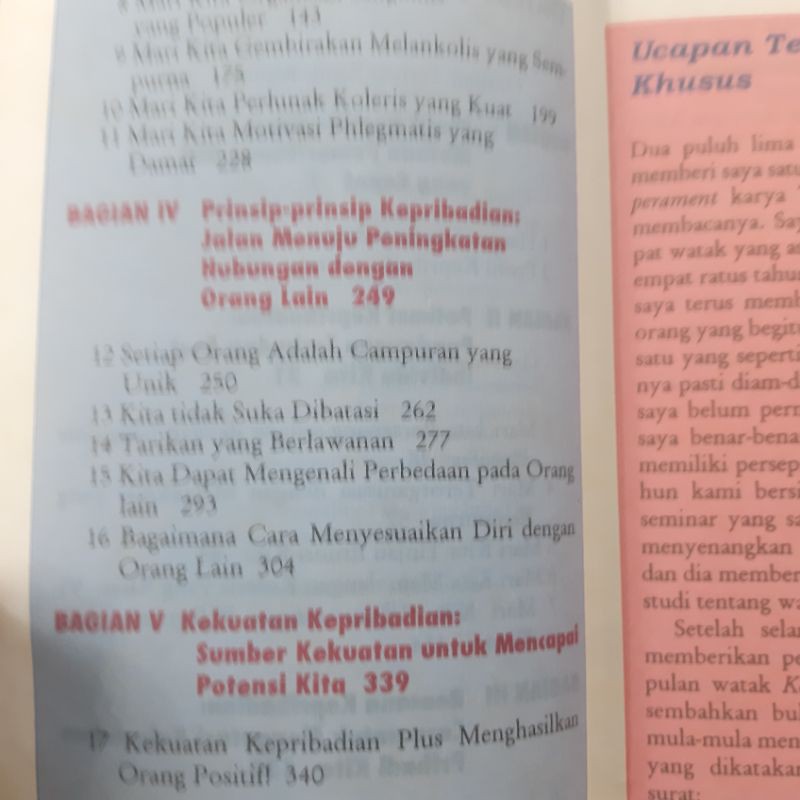 yang Populer 143
9 Mari Kita Gembirakan Melankolis yang Sem-
purna 175
10 Mari Kita Perlunak Koleris yang Kuat 199
11 Mari Kita Motivasi Phlegmatis yang
Damai 228
BAGIAN IV Prinsip-prinsip Kepribadian:
Jalan Menuju Peningkatan
Hubungan dengan
Orang Lain 249
12 Setiap Orang Adalah Campuran yang
Unik 250
13 Kita tidak Suka Dibatasi 262
14 Tarikan yang Berlawanan 277
15 Kita Dapat Mengenali Perbedaan pada Orang
lain 293
16 Bagaimana Cara Menyesuaikan Diri dengan
Orang Lain 304
BAGIAN V Kekuatan Kepribadian:
Sumber Kekuatan untuk Mencapai
Potensi Kita 339
17 Kekuatan Kepribadian Plus Menghasilkan
Orang Positif! 340
Ucapan Te
Khusus
Dua puluh lima
memberi saya satu
perament karya
membacanya. Say
pat watak yang as
empat ratus tahu
saya terus memb
orang yang begitu
satu yang seperti
nya pasti diam-d
saya belum pern
saya benar-bena
memiliki persep
hun kami bersi
seminar yang sa
menyenangkan
dan dia member
studi tentang wa
Setelah selar
memberikan pe
pulan watak K
sembahkan bul
mula-mula men
yang dikatakan
surat: